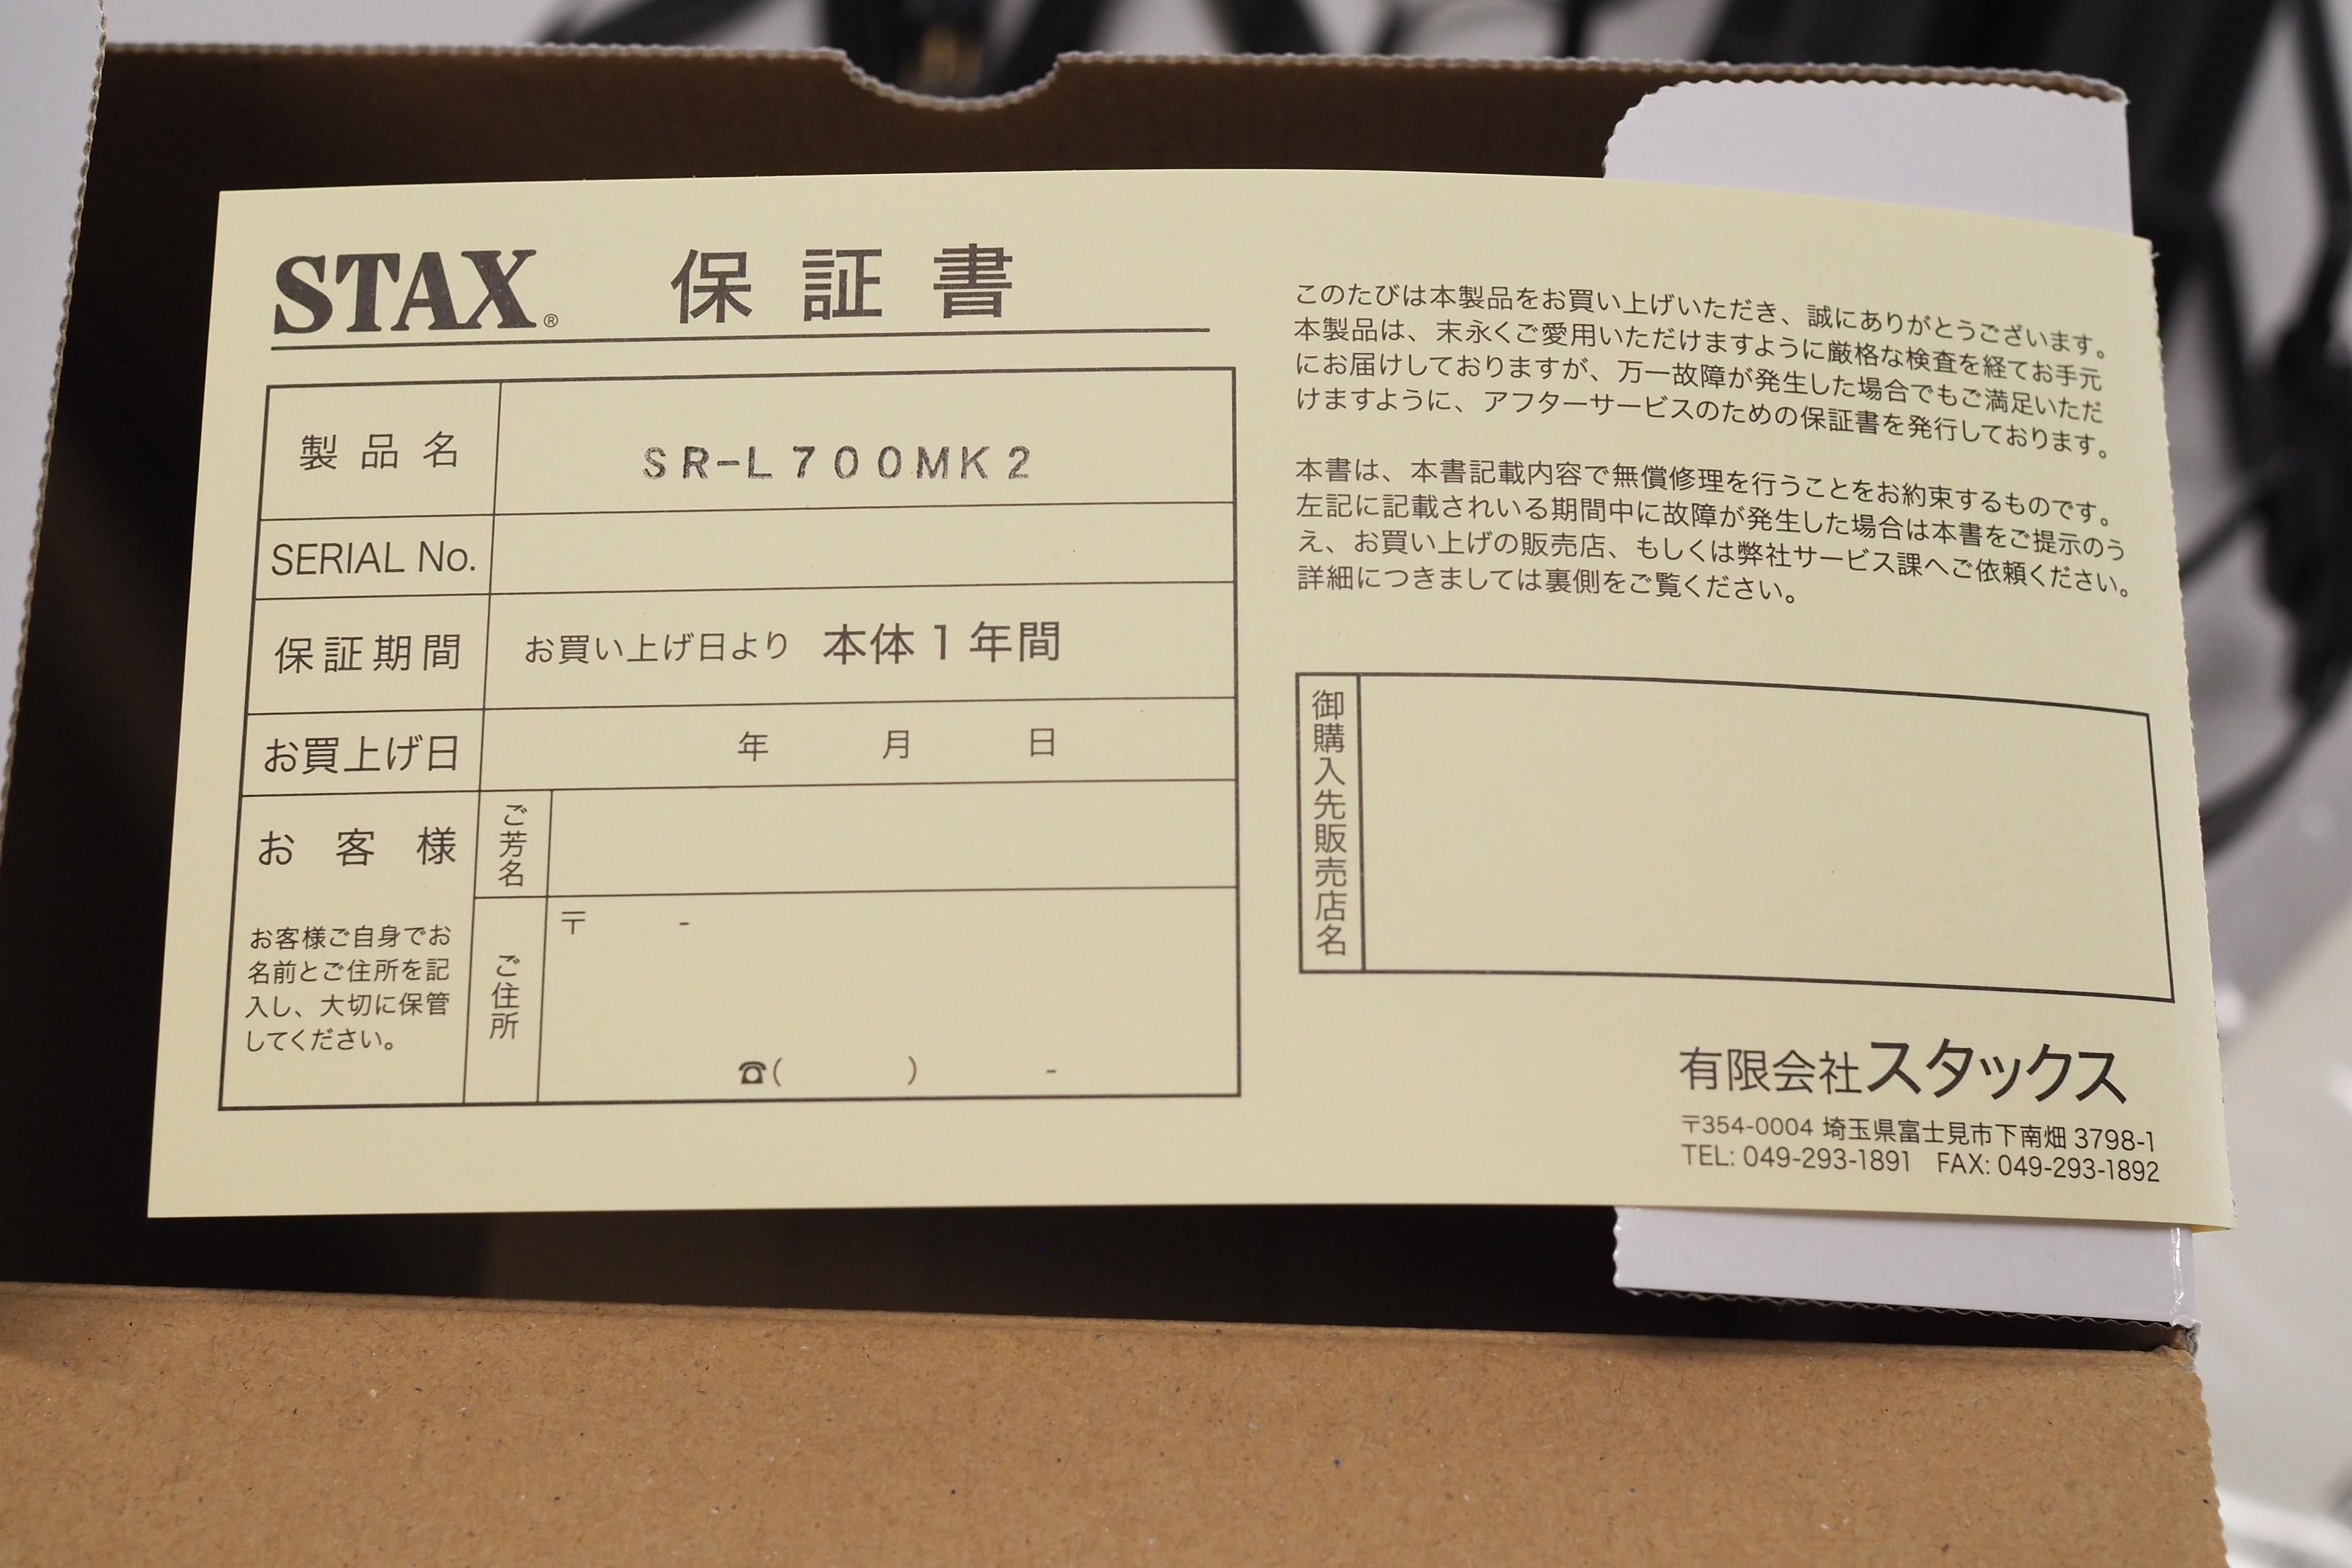 STAX® 保証書
製品名 SR-L700MK2
SERIAL No.
保証期間 お買い上げ日より 本体1年間
お買上げ日 年 月 日
お客様
お客様ご自身でお
名前とご住所を記
入し、大切に保管
してください。
ご芳名
ご住所
〒 -
☎( ) -
このたびは本製品をお買い上げいただき、誠にありがとうございます。
本製品は、末永くご愛用いただけますように厳格な検査を経てお手元
にお届けしておりますが、万一故障が発生した場合でもご満足いただ
けますように、アフターサービスのための保証書を発行しております。
本書は、本書記載内容で無償修理を行うことをお約束するものです。
左記に記載されいる期間中に故障が発生した場合は本書をご提示のう
え、お買い上げの販売店、もしくは弊社サービス課へご依頼ください。
詳細につきましては裏側をご覧ください。
御購入先販売店名
有限会社スタックス
〒354-0004 埼玉県富士見市下南畑 3798-1
TEL: 049-293-1891 FAX: 049-293-1892